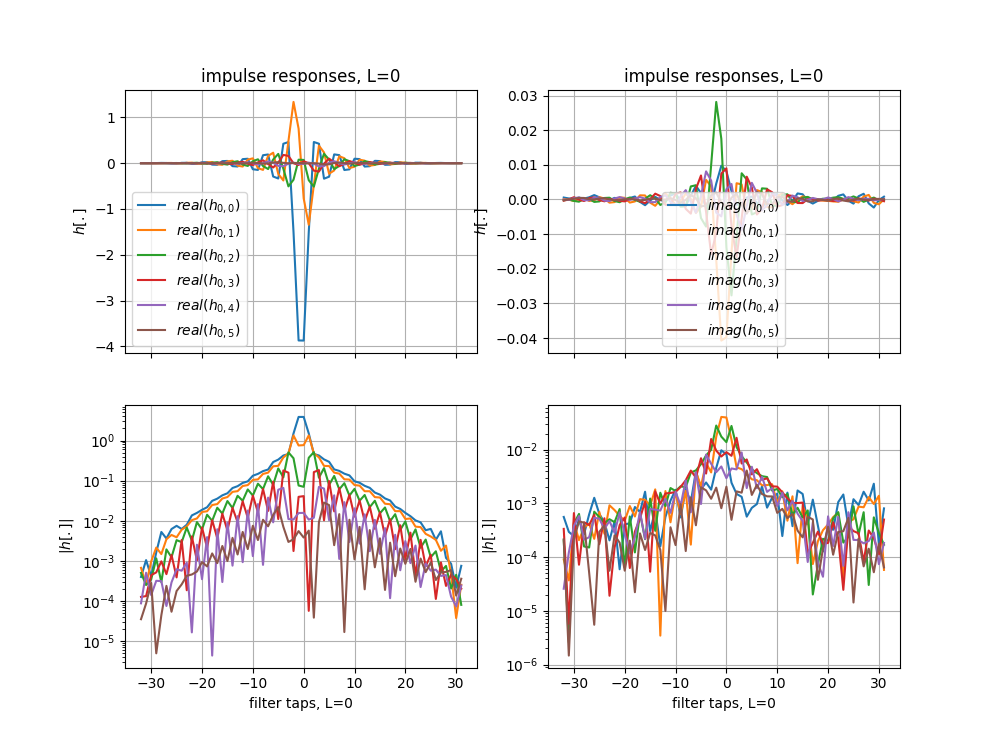 impulse responses, L=0
1
0
−1
−2
−3
−4
h[.]
real(h0,0)
real(h0,1)
real(h0,2)
real(h0,3)
real(h0,4)
real(h0,5)
impulse responses, L=0
0.03
0.02
0.01
0.00
−0.01
−0.02
−0.03
−0.04
h[.]
imag(h0,0)
imag(h0,1)
imag(h0,2)
imag(h0,3)
imag(h0,4)
imag(h0,5)
10^0
10^−1
10^−2
10^−3
10^−4
10^−5
|h[.]|
−30 −20 −10 0 10 20 30
filter taps, L=0
10^−2
10^−3
10^−4
10^−5
10^−6
|h[.]|
−30 −20 −10 0 10 20 30
filter taps, L=0